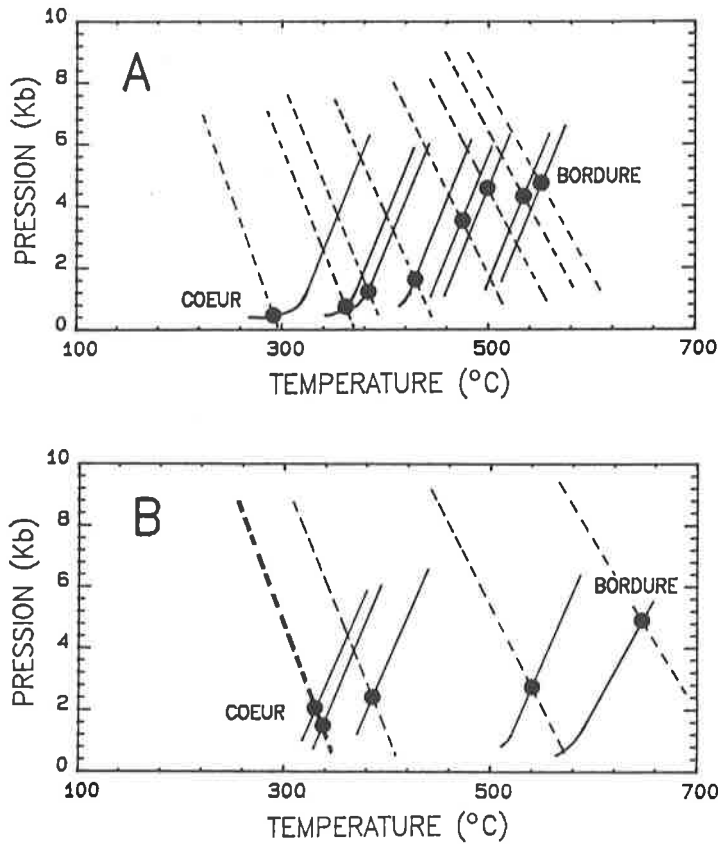 10
8
6
4
2
0
PRESSION (Kb)
A
BORDURE
COEUR
100 300 500 700
TEMPERATURE (°C)
10
8
6
4
2
0
PRESSION (Kb)
B
BORDURE
COEUR
100 300 500 700
TEMPERATURE (°C)